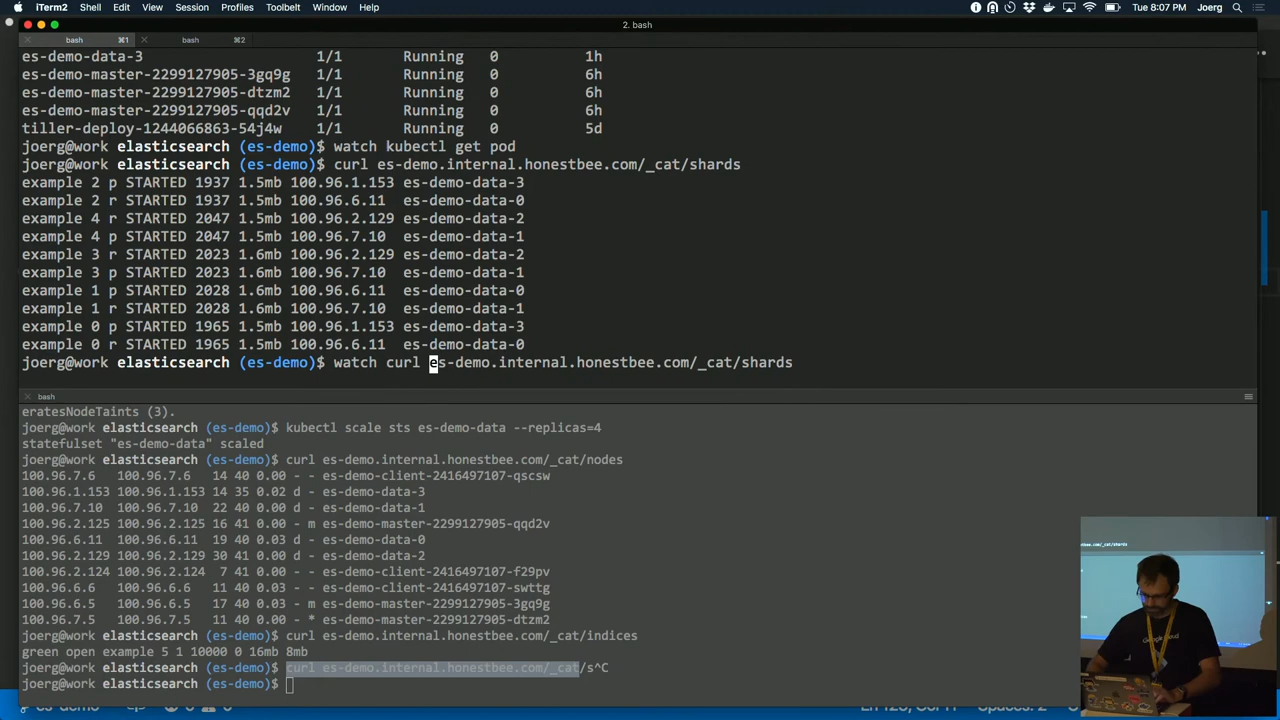 iTerm2 Shell Edit View Session Profiles Toolbelt Window Help Tue 8:07 PM Joerg
2. bash
bash ⌘1 bash ⌘2
es-demo-data-3 1/1 Running 0 1h
es-demo-master-2299127905-3gq9g 1/1 Running 0 6h
es-demo-master-2299127905-dtzm2 1/1 Running 0 6h
es-demo-master-2299127905-qqd2v 1/1 Running 0 6h
tiller-deploy-1244066863-54j4w 1/1 Running 0 5d
joerg@work elasticsearch (es-demo)$ watch kubectl get pod
joerg@work elasticsearch (es-demo)$ curl es-demo.internal.honestbee.com/_cat/shards
example 2 p STARTED 1937 1.5mb 100.96.1.153 es-demo-data-3
example 2 r STARTED 1937 1.5mb 100.96.6.11 es-demo-data-0
example 4 r STARTED 2047 1.5mb 100.96.2.129 es-demo-data-2
example 4 p STARTED 2047 1.5mb 100.96.7.10 es-demo-data-1
example 3 r STARTED 2023 1.6mb 100.96.2.129 es-demo-data-2
example 3 p STARTED 2023 1.6mb 100.96.7.10 es-demo-data-1
example 1 p STARTED 2028 1.6mb 100.96.6.11 es-demo-data-0
example 1 r STARTED 2028 1.6mb 100.96.7.10 es-demo-data-1
example 0 p STARTED 1965 1.5mb 100.96.1.153 es-demo-data-3
example 0 r STARTED 1965 1.5mb 100.96.6.11 es-demo-data-0
joerg@work elasticsearch (es-demo)$ watch curl es-demo.internal.honestbee.com/_cat/shards
bash
eratesNodeTaints (3).
joerg@work elasticsearch (es-demo)$ kubectl scale sts es-demo-data --replicas=4
statefulset "es-demo-data" scaled
joerg@work elasticsearch (es-demo)$ curl es-demo.internal.honestbee.com/_cat/nodes
100.96.7.6 100.96.7.6 14 40 0.00 - - es-demo-client-2416497107-qscsw
100.96.1.153 100.96.1.153 14 35 0.02 d - es-demo-data-3
100.96.7.10 100.96.7.10 22 40 0.00 d - es-demo-data-1
100.96.2.125 100.96.2.125 16 41 0.00 - m es-demo-master-2299127905-qqd2v
100.96.6.11 100.96.6.11 19 40 0.03 d - es-demo-data-0
100.96.2.129 100.96.2.129 30 41 0.00 d - es-demo-data-2
100.96.2.124 100.96.2.124 7 41 0.00 - - es-demo-client-2416497107-f29pv
100.96.6.6 100.96.6.6 11 40 0.03 - - es-demo-client-2416497107-swttg
100.96.6.5 100.96.6.5 17 40 0.03 - m es-demo-master-2299127905-3gq9g
100.96.7.5 100.96.7.5 11 40 0.00 - * es-demo-master-2299127905-dtzm2
joerg@work elasticsearch (es-demo)$ curl es-demo.internal.honestbee.com/_cat/indices
green open example 5 1 10000 0 16mb 8mb
joerg@work elasticsearch (es-demo)$ curl es-demo.internal.honestbee.com/_cat/s^C
joerg@work elasticsearch (es-demo)$
Google Cloud